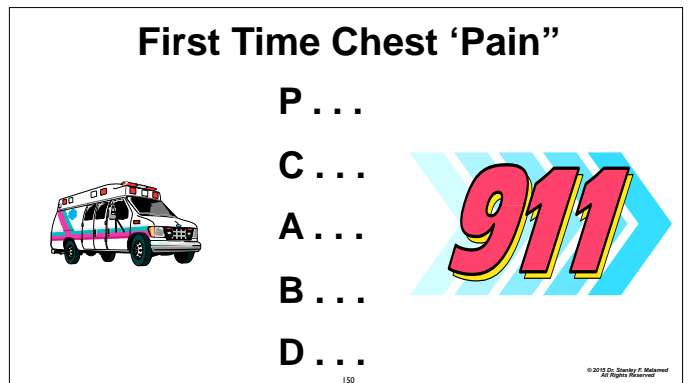 First Time Chest ‘Pain”
P . . .
C . . .
A . . .
B . . .
D . . .
911
© 2015 Dr. Stanley F. Malamed
All Rights Reserved
150